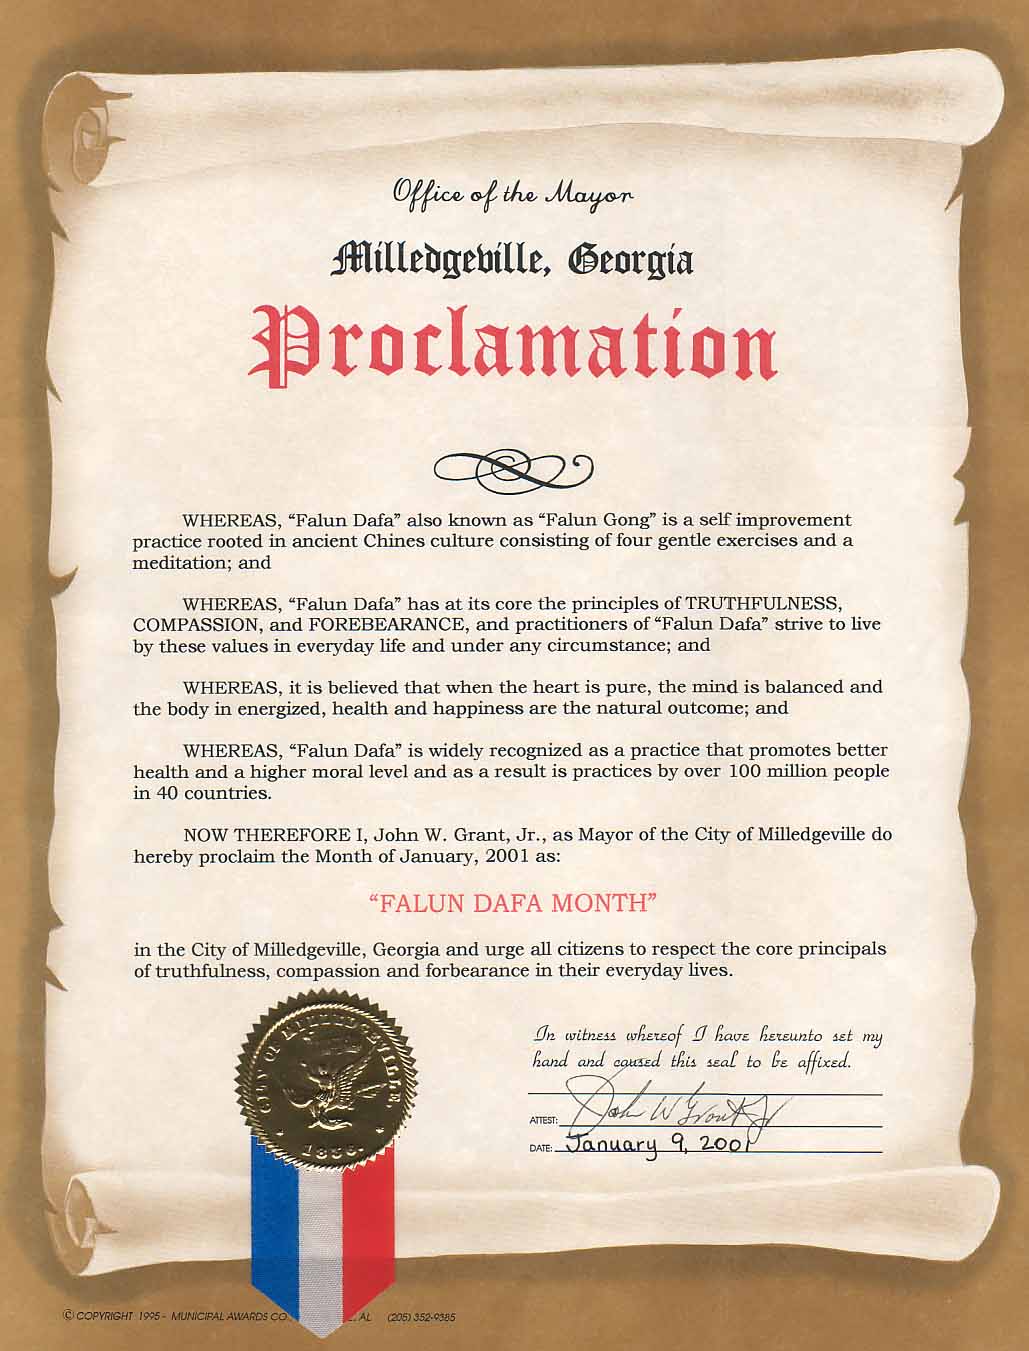 Office of the Mayor
Milledgeville, Georgia
Proclamation
WHEREAS, “Falun Dafa” also known as “Falun Gong” is a self improvement
practice rooted in ancient Chines culture consisting of four gentle exercises and a
meditation; and
WHEREAS, “Falun Dafa” has at its core the principles of TRUTHFULNESS,
COMPASSION, and FOREBEARANCE, and practitioners of “Falun Dafa” strive to live
by these values in everyday life and under any circumstance; and
WHEREAS, it is believed that when the heart is pure, the mind is balanced and
the body in energized, health and happiness are the natural outcome; and
WHEREAS, “Falun Dafa” is widely recognized as a practice that promotes better
health and a higher moral level and as a result is practices by over 100 million people
in 40 countries.
NOW THEREFORE I, John W. Grant, Jr., as Mayor of the City of Milledgeville do
hereby proclaim the Month of January, 2001 as:
“FALUN DAFA MONTH”
in the City of Milledgeville, Georgia and urge all citizens to respect the core principals
of truthfulness, compassion and forbearance in their everyday lives.
CITY OF MILLEDGEVILLE
In witness whereof I have hereunto set my
hand and caused this seal to be affixed.
ATTEST: John W Grant Jr
DATE: January 9, 2001
© COPYRIGHT 1995 - MUNICIPAL AWARDS CO AL (205) 352-9385